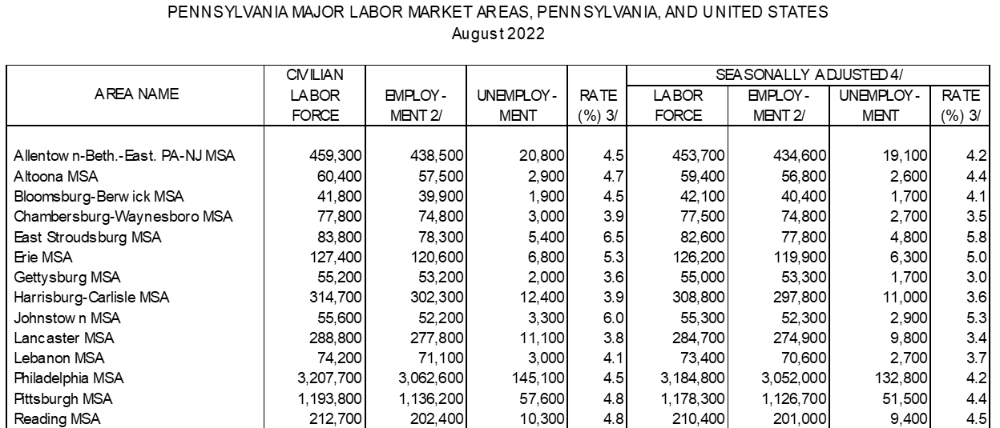 PENNSYLVANIA MAJOR LABOR MARKET AREAS, PENNSYLVANIA, AND UNITED STATES
August 2022
AREA NAME CIVILIAN LABOR FORCE EMPLOY-MENT 2/ UNEMPLOY-MENT RATE (%) 3/ SEASONALLY ADJUSTED 4/ LABOR FORCE EMPLOY-MENT 2/ UNEMPLOY-MENT RATE (%) 3/
Allentown-Beth.-East. PA-NJ MSA 459,300 438,500 20,800 4.5 453,700 434,600 19,100 4.2
Altoona MSA 60,400 57,500 2,900 4.7 59,400 56,800 2,600 4.4
Bloomsburg-Berwick MSA 41,800 39,900 1,900 4.5 42,100 40,400 1,700 4.1
Chambersburg-Waynesboro MSA 77,800 74,800 3,000 3.9 77,500 74,800 2,700 3.5
East Stroudsburg MSA 83,800 78,300 5,400 6.5 82,600 77,800 4,800 5.8
Erie MSA 127,400 120,600 6,800 5.3 126,200 119,900 6,300 5.0
Gettysburg MSA 55,200 53,200 2,000 3.6 55,000 53,300 1,700 3.0
Harrisburg-Carlisle MSA 314,700 302,300 12,400 3.9 308,800 297,800 11,000 3.6
Johnstown MSA 55,600 52,200 3,300 6.0 55,300 52,300 2,900 5.3
Lancaster MSA 288,800 277,800 11,100 3.8 284,700 274,900 9,800 3.4
Lebanon MSA 74,200 71,100 3,000 4.1 73,400 70,600 2,700 3.7
Philadelphia MSA 3,207,700 3,062,600 145,100 4.5 3,184,800 3,052,000 132,800 4.2
Pittsburgh MSA 1,193,800 1,136,200 57,600 4.8 1,178,300 1,126,700 51,500 4.4
Reading MSA 212,700 202,400 10,300 4.8 210,400 201,000 9,400 4.5